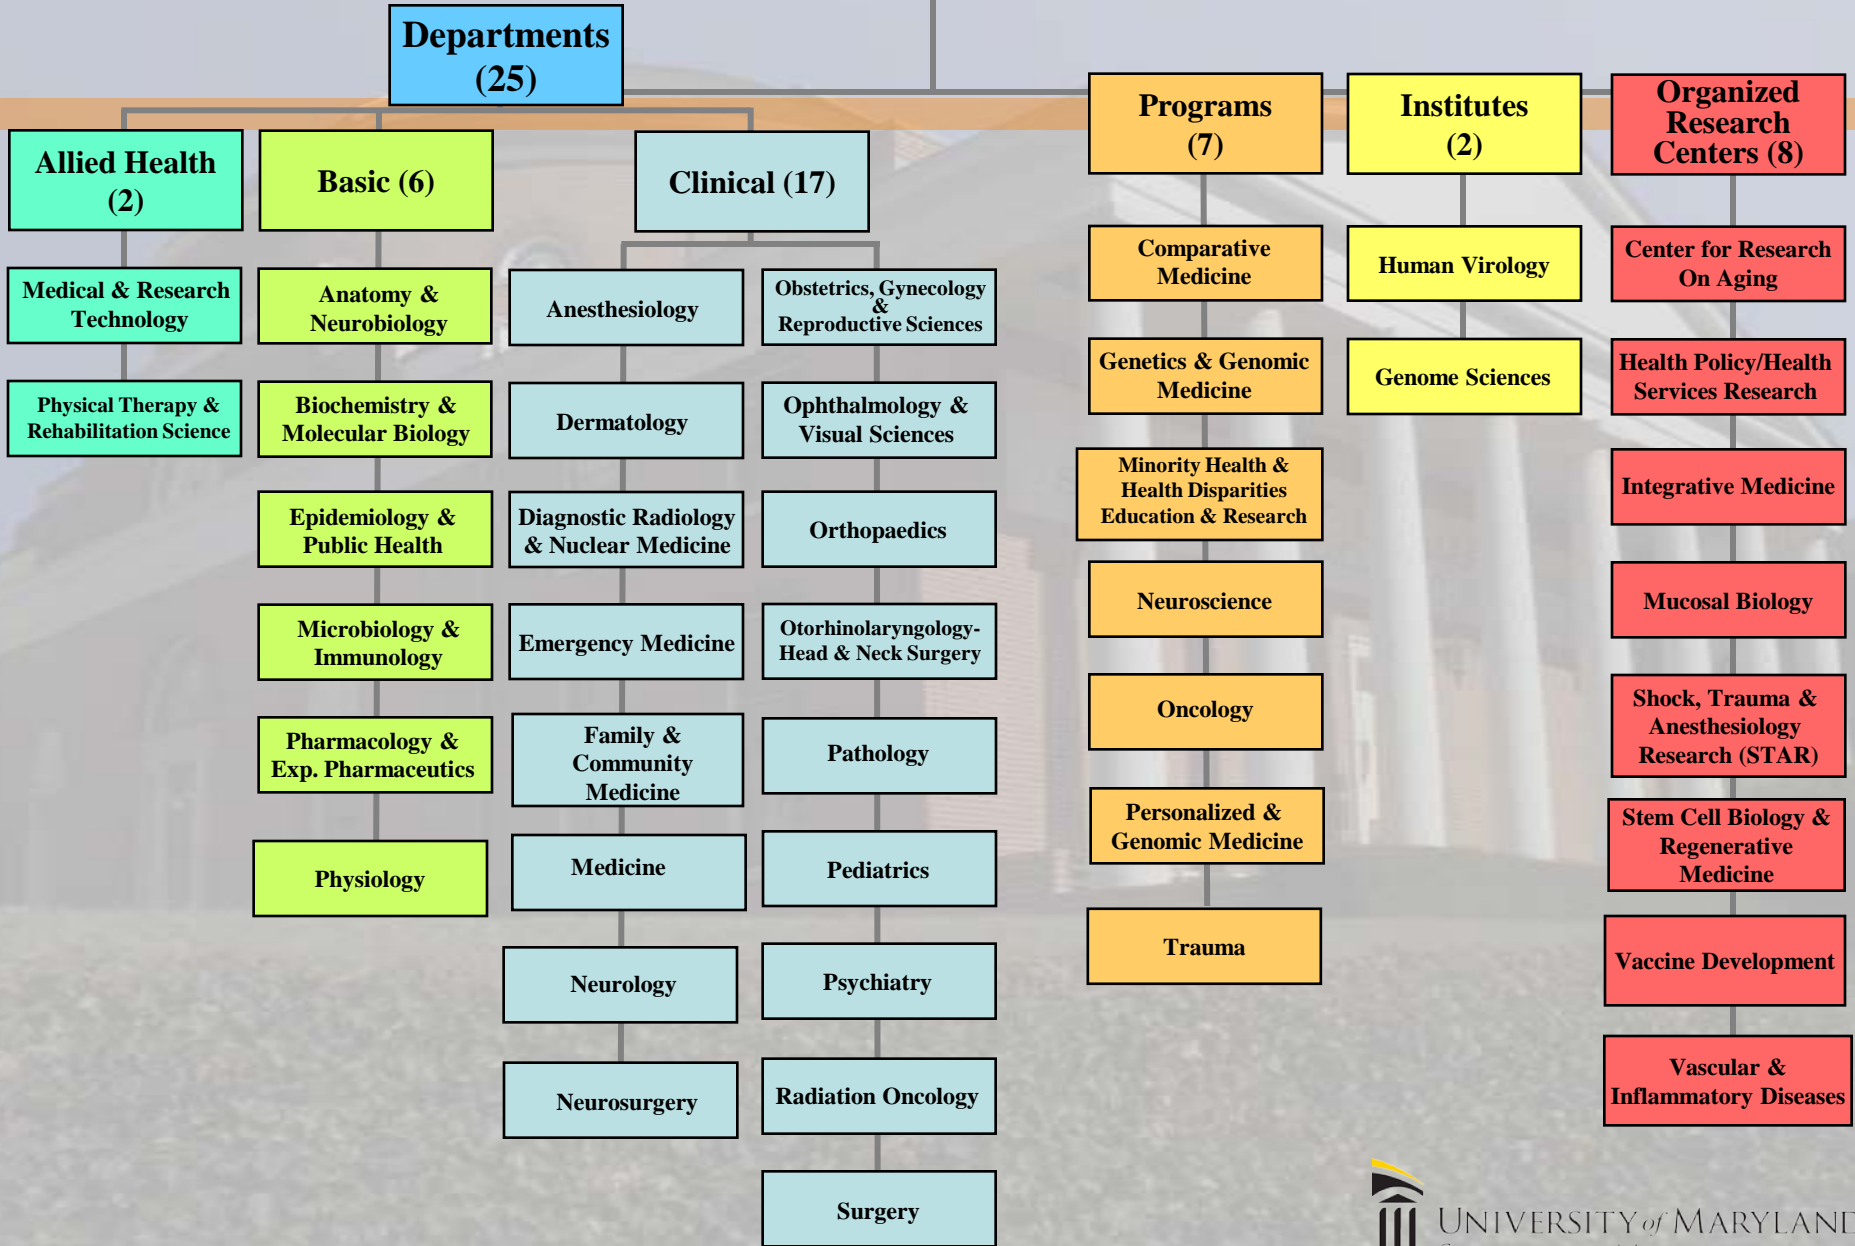 Departments
(25)
Allied Health
(2)
Medical & Research
Technology
Physical Therapy &
Rehabilitation Science
Basic (6)
Anatomy &
Neurobiology
Biochemistry &
Molecular Biology
Epidemiology &
Public Health
Microbiology &
Immunology
Pharmacology &
Exp. Pharmaceutics
Physiology
Clinical (17)
Anesthesiology
Dermatology
Diagnostic Radiology
& Nuclear Medicine
Emergency Medicine
Family &
Community
Medicine
Medicine
Neurology
Neurosurgery
Obstetrics, Gynecology
&
Reproductive Sciences
Ophthalmology &
Visual Sciences
Orthopaedics
Otorhinolaryngology-
Head & Neck Surgery
Pathology
Pediatrics
Psychiatry
Radiation Oncology
Surgery
Programs
(7)
Comparative
Medicine
Genetics & Genomic
Medicine
Minority Health &
Health Disparities
Education & Research
Neuroscience
Oncology
Personalized &
Genomic Medicine
Trauma
Institutes
(2)
Human Virology
Genome Sciences
Organized
Research
Centers (8)
Center for Research
On Aging
Health Policy/Health
Services Research
Integrative Medicine
Mucosal Biology
Shock, Trauma &
Anesthesiology
Research (STAR)
Stem Cell Biology &
Regenerative
Medicine
Vaccine Development
Vascular &
Inflammatory Diseases
UNIVERSITY of MARYLAND